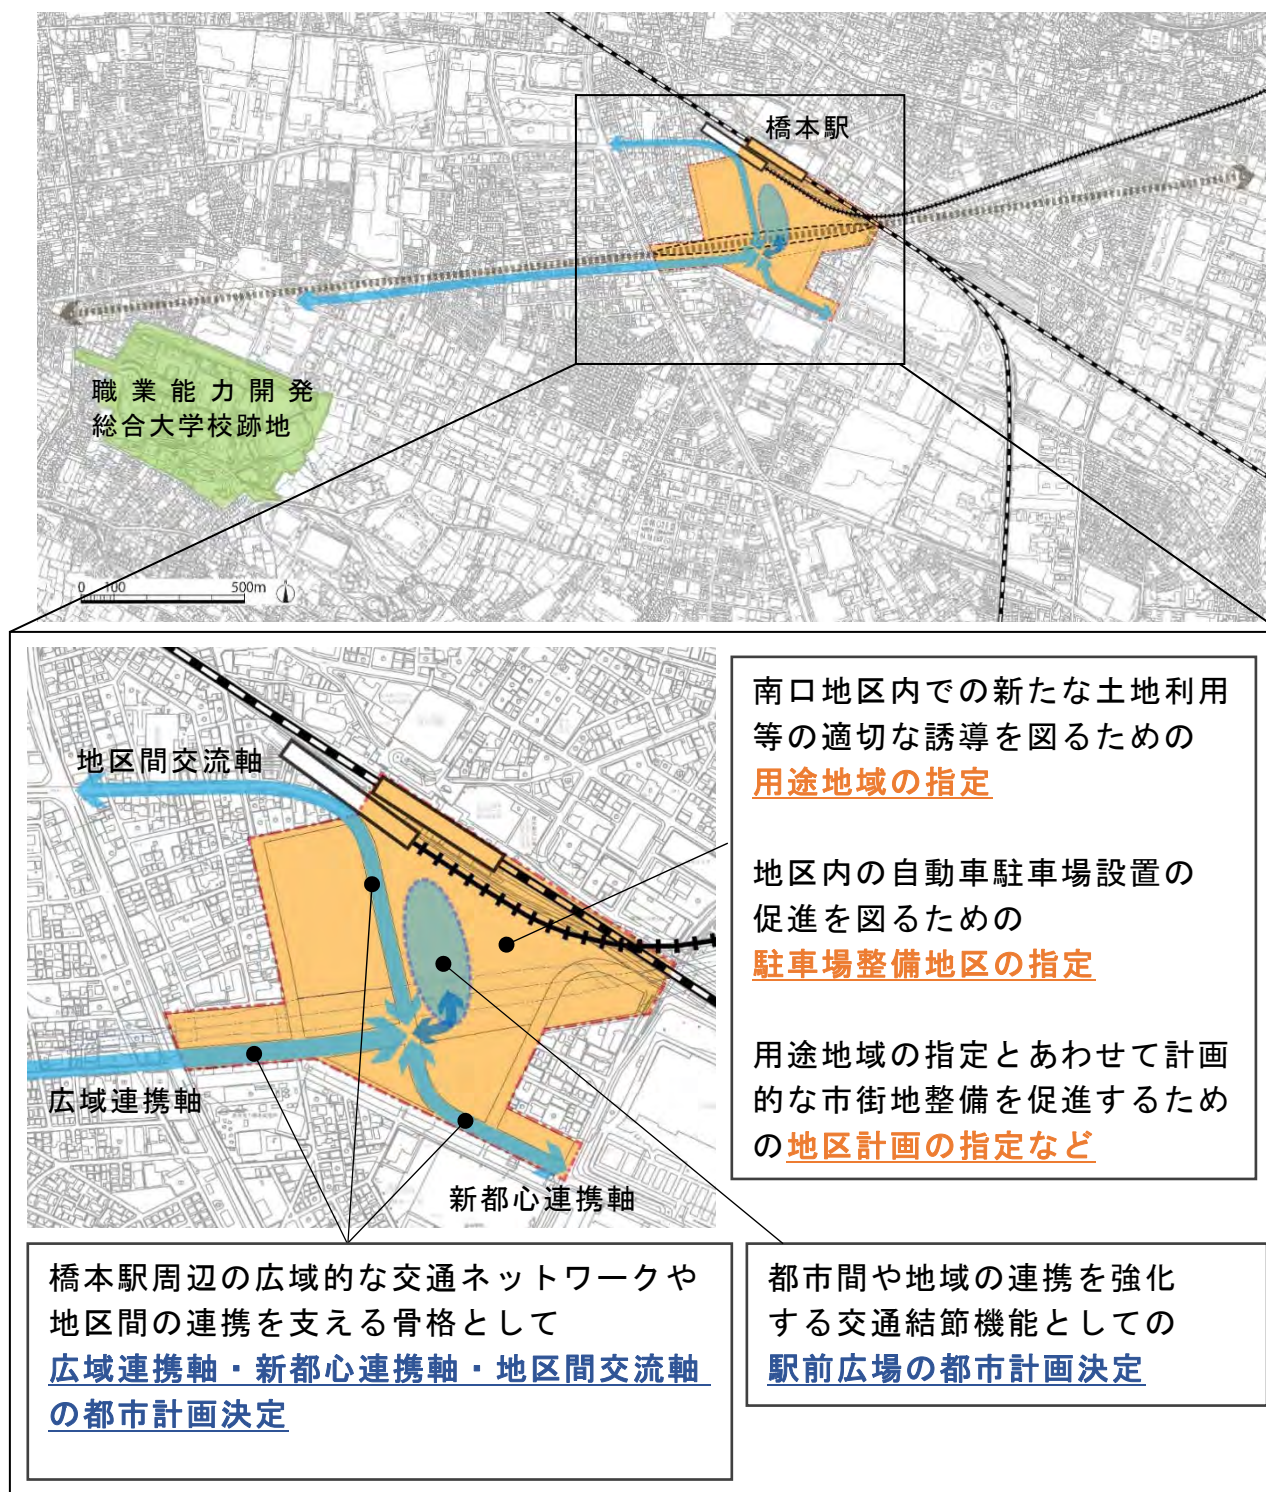 橋本駅
職業能力開発
総合大学校跡地
0 100 500m
地区間交流軸
広域連携軸
新都心連携軸
南口地区内での新たな土地利用
等の適切な誘導を図るための
用途地域の指定
地区内の自動車駐車場設置の
促進を図るための
駐車場整備地区の指定
用途地域の指定とあわせて計画
的な市街地整備を促進するため
の地区計画の指定など
橋本駅周辺の広域的な交通ネットワークや
地区間の連携を支える骨格として
広域連携軸・新都心連携軸・地区間交流軸
の都市計画決定
都市間や地域の連携を強化
する交通結節機能としての
駅前広場の都市計画決定